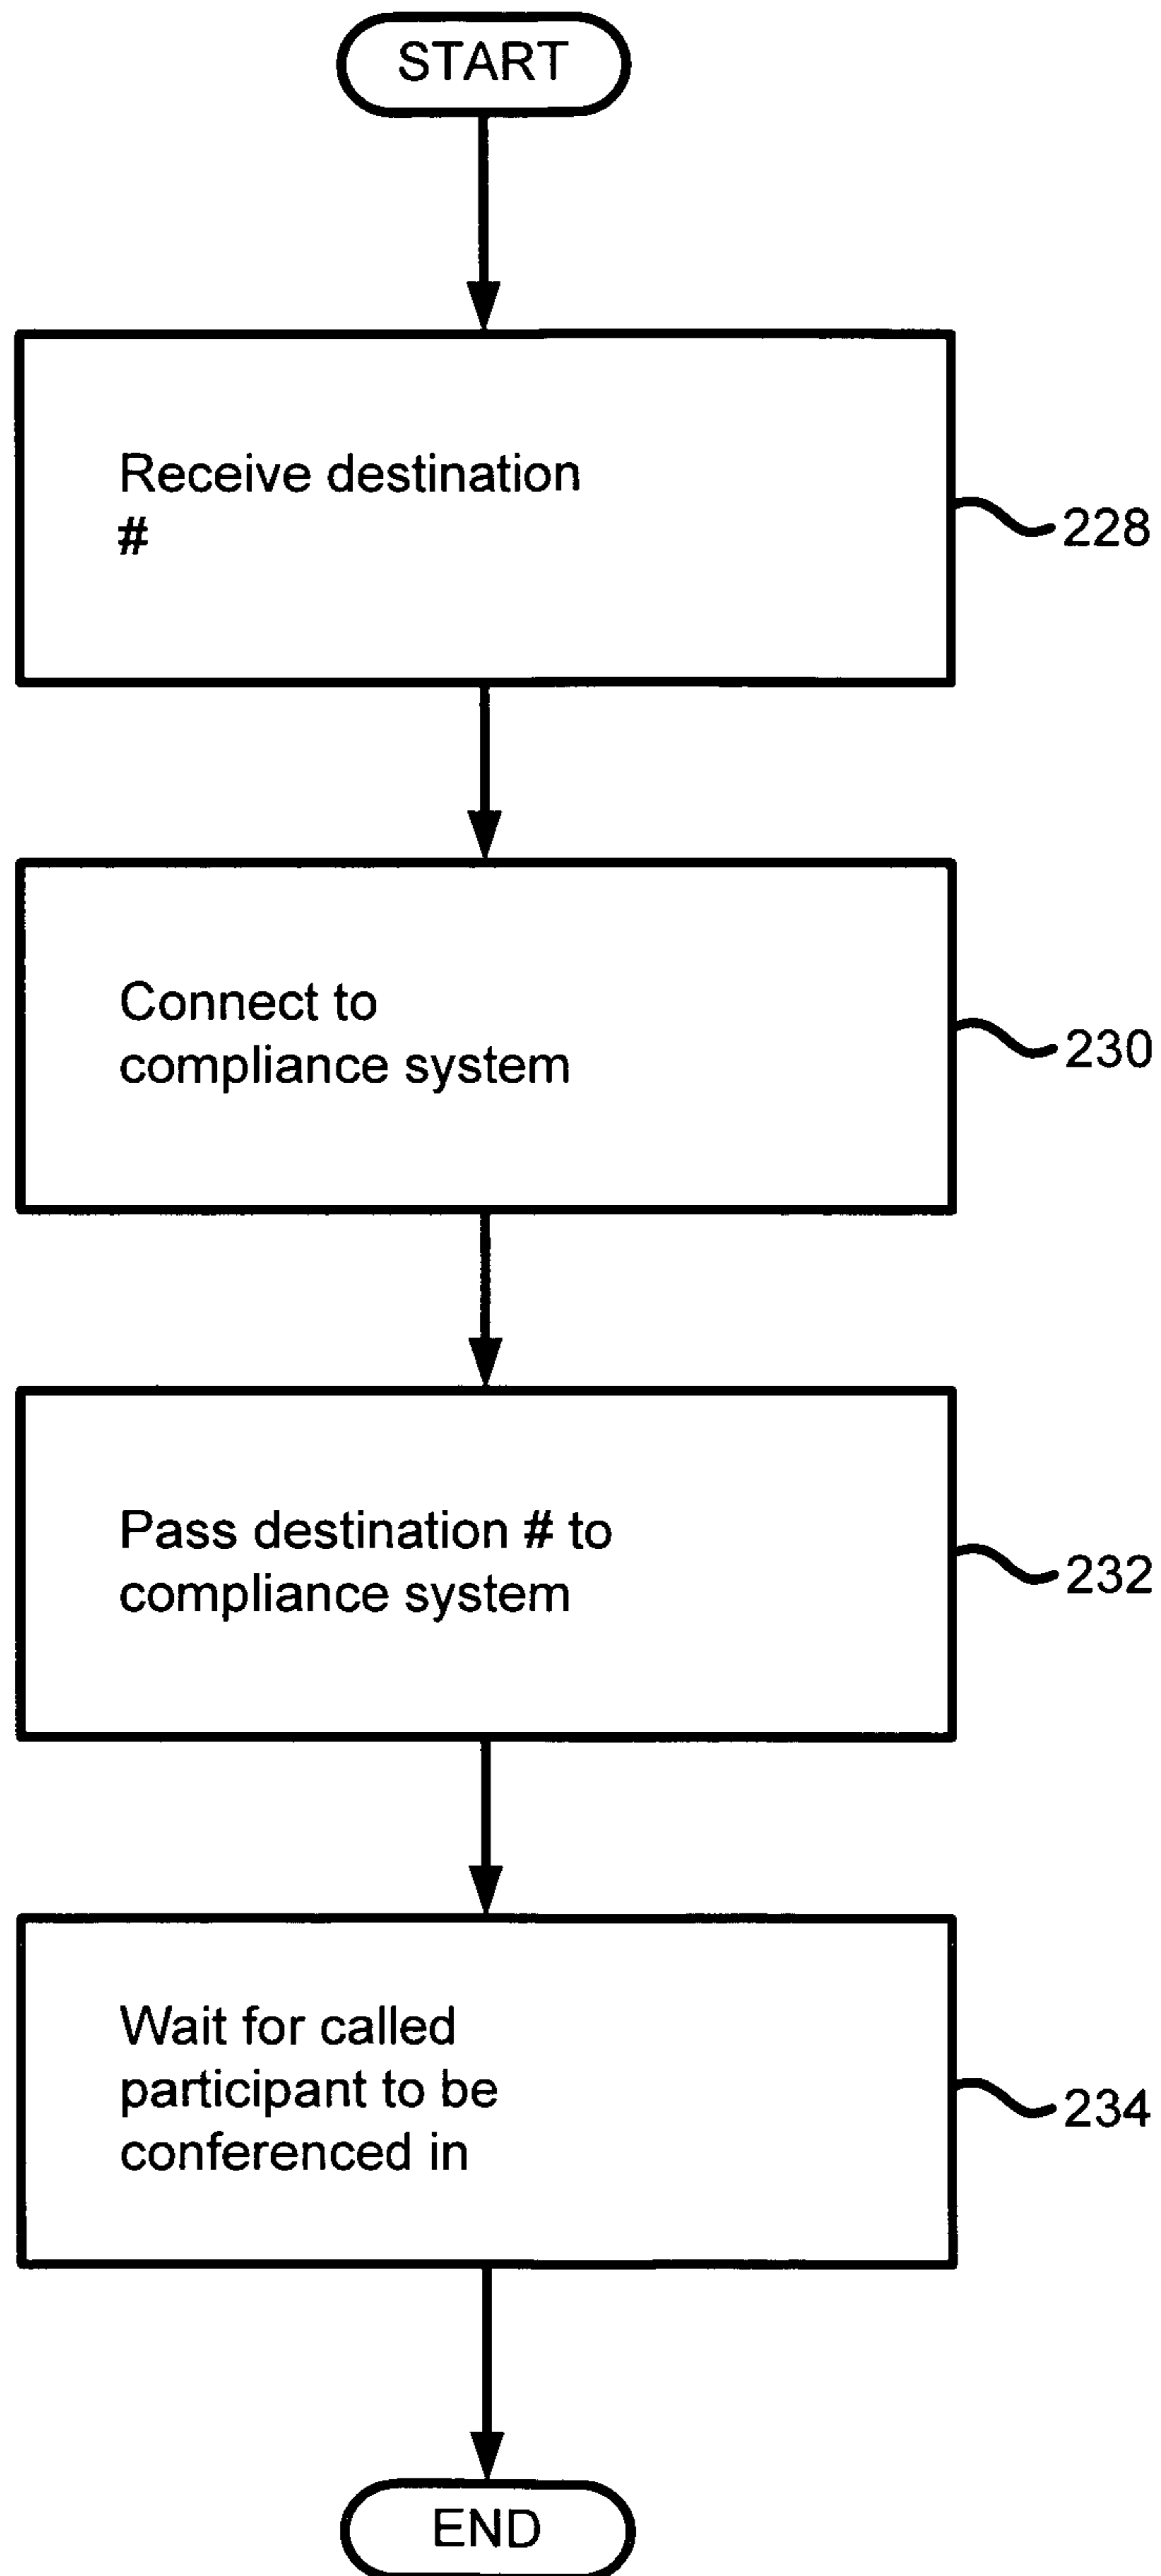 START
Receive destination
#
228
Connect to
compliance system
230
Pass destination # to
compliance system
232
Wait for called
participant to be
conferenced in
234
END